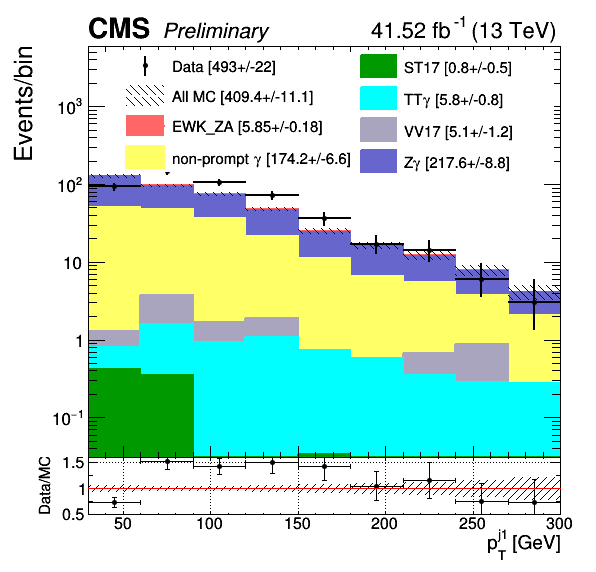 CMS Preliminary 41.52 fb⁻¹ (13 TeV)
Events/bin
Data [493+/-22]
All MC [409.4+/-11.1]
EWK_ZA [5.85+/-0.18]
non-prompt γ [174.2+/-6.6]
ST17 [0.8+/-0.5]
TTγ [5.8+/-0.8]
VV17 [5.1+/-1.2]
Zγ [217.6+/-8.8]
10³
10²
10
1
10⁻¹
Data/MC
1.5
1
0.5
50 100 150 200 250 300
p_T^j1 [GeV]